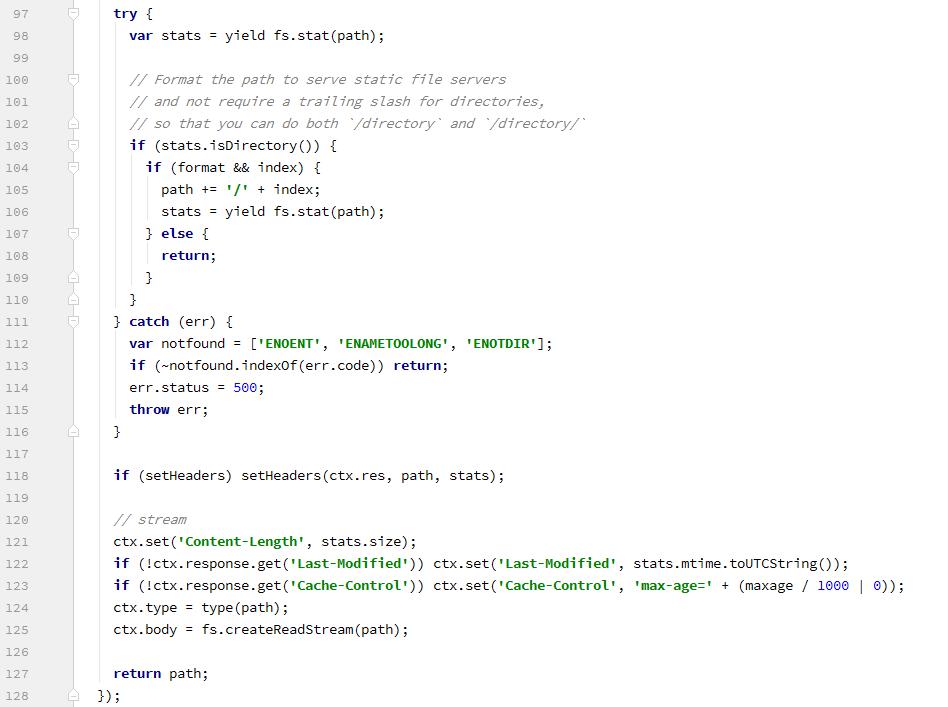 97 try {
98 var stats = yield fs.stat(path);
99
100 // Format the path to serve static file servers
101 // and not require a trailing slash for directories,
102 // so that you can do both `/directory` and `/directory/`
103 if (stats.isDirectory()) {
104 if (format && index) {
105 path += '/' + index;
106 stats = yield fs.stat(path);
107 } else {
108 return;
109 }
110 }
111 } catch (err) {
112 var notfound = ['ENOENT', 'ENAMETOOLONG', 'ENOTDIR'];
113 if (~notfound.indexOf(err.code)) return;
114 err.status = 500;
115 throw err;
116 }
117
118 if (setHeaders) setHeaders(ctx.res, path, stats);
119
120 // stream
121 ctx.set('Content-Length', stats.size);
122 if (!ctx.response.get('Last-Modified')) ctx.set('Last-Modified', stats.mtime.toUTCString());
123 if (!ctx.response.get('Cache-Control')) ctx.set('Cache-Control', 'max-age=' + (maxage / 1000 | 0));
124 ctx.type = type(path);
125 ctx.body = fs.createReadStream(path);
126
127 return path;
128 });